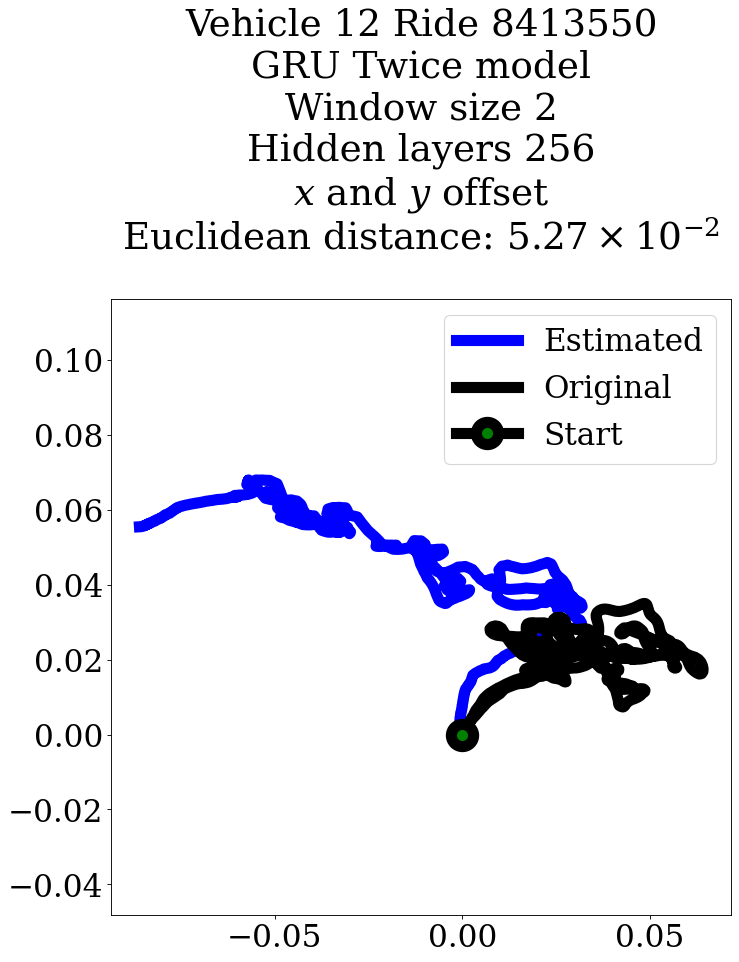 Vehicle 12 Ride 8413550
GRU Twice model
Window size 2
Hidden layers 256
x and y offset
Euclidean distance: 5.27 × 10⁻²
Estimated
Original
Start
0.10
0.08
0.06
0.04
0.02
0.00
−0.02
−0.04
−0.05
0.00
0.05